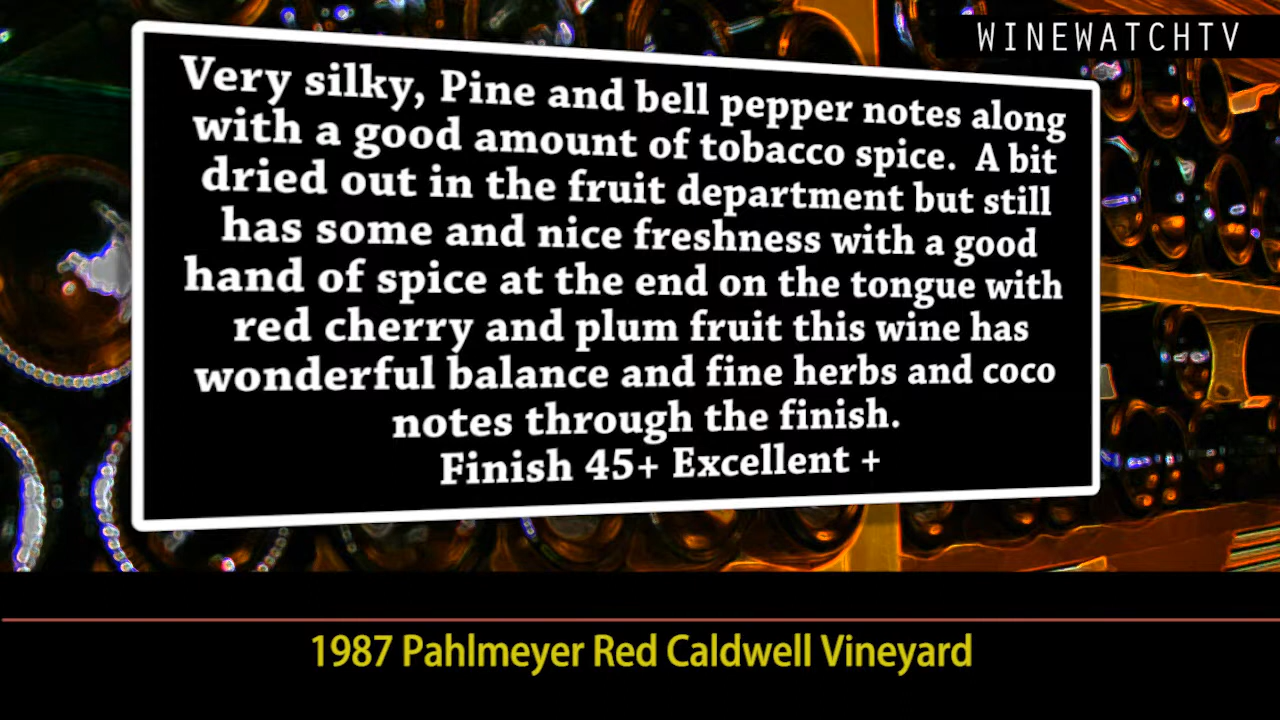 WINEWATCHTV
Very silky, Pine and bell pepper notes along
with a good amount of tobacco spice.  A bit
dried out in the fruit department but still
has some and nice freshness with a good
hand of spice at the end on the tongue with
red cherry and plum fruit this wine has
wonderful balance and fine herbs and coco
notes through the finish.
Finish 45+ Excellent +
1987 Pahlmeyer Red Caldwell Vineyard